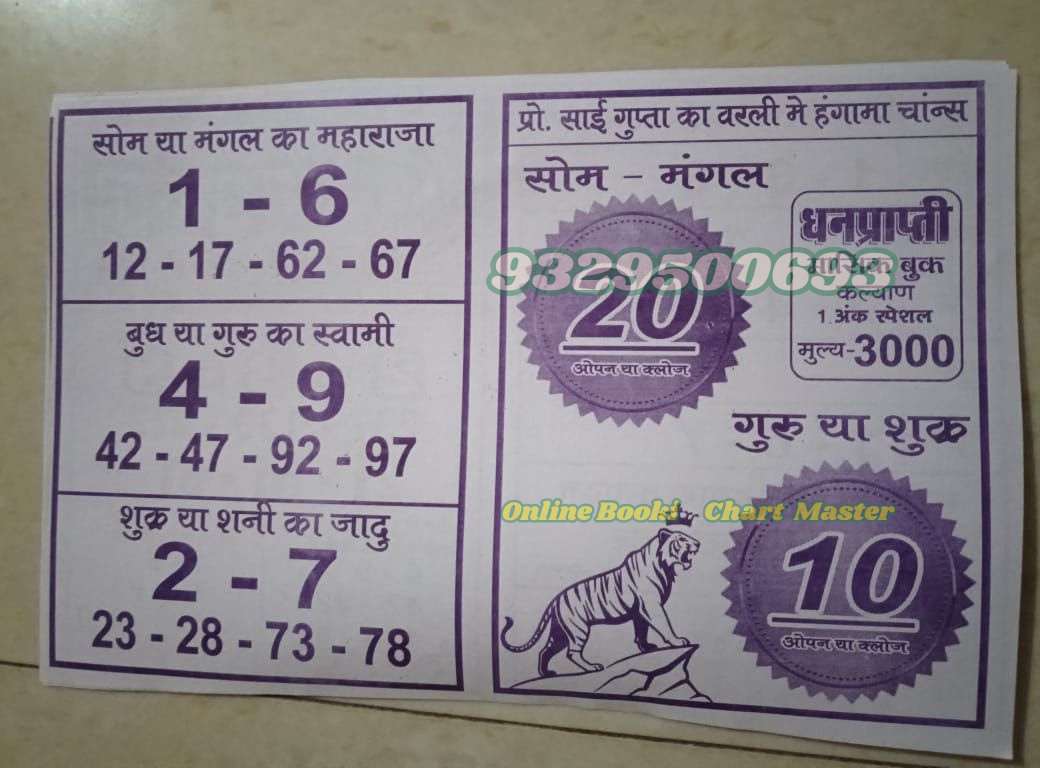 सोम या मंगल का महाराजा
1 - 6
12 - 17 - 62 - 67
बुध या गुरु का स्वामी
4 - 9
42 - 47 - 92 - 97
शुक्र या शनी का जादु
2 - 7
23 - 28 - 73 - 78
प्रो. साई गुप्ता का वरली मे हंगामा चांन्स
सोम - मंगल
20
ओपन या क्लोज
धनप्राप्ती
मासिक बुक
कल्याण
1 अंक स्पेशल
मुल्य-3000
9329500693
गुरु या शुक्र
Online Book! Chart Master
10
ओपन या क्लोज